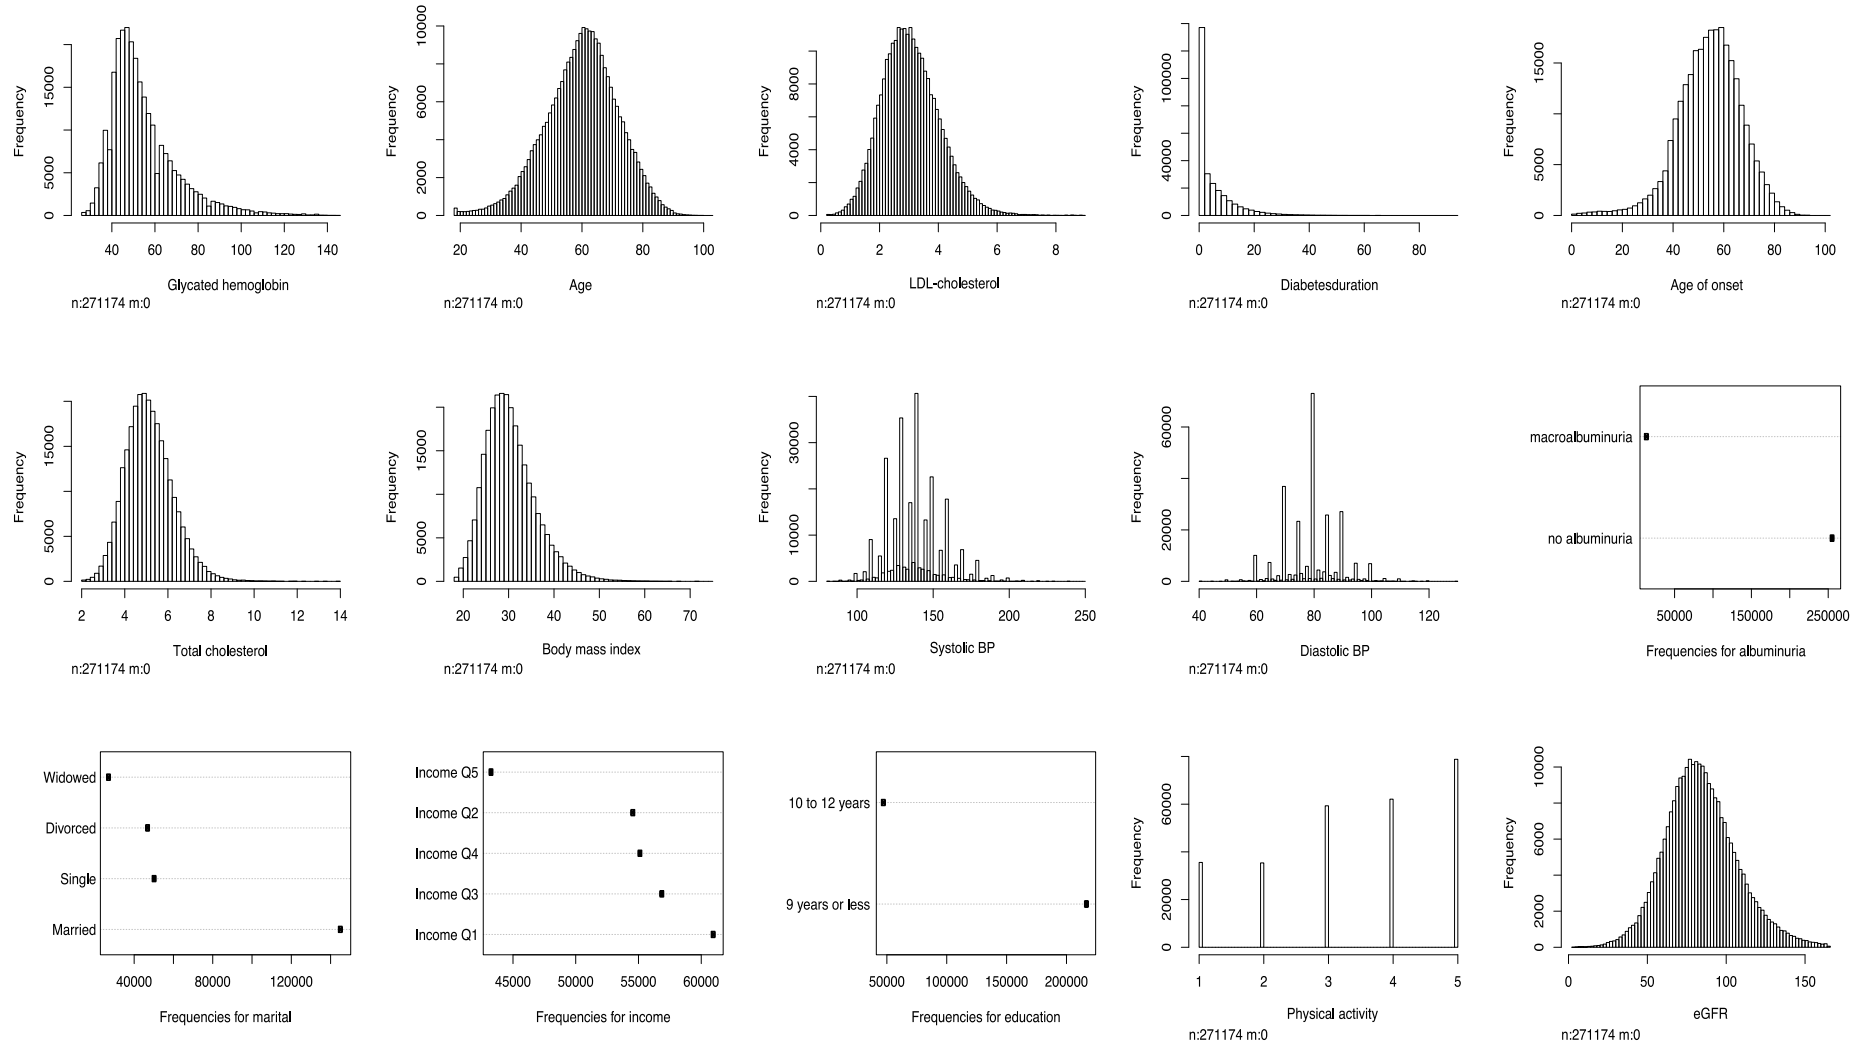 Frequency
0 5000 15000
40 60 80 100 120 140
Glycated hemoglobin
n:271174 m:0
Frequency
0 2000 6000 10000
20 40 60 80 100
Age
n:271174 m:0
Frequency
0 4000 8000
0 2 4 6 8
LDL-cholesterol
n:271174 m:0
Frequency
0 40000 100000
0 20 40 60 80
Diabetesduration
n:271174 m:0
Frequency
0 5000 15000
0 20 40 60 80 100
Age of onset
n:271174 m:0
Frequency
0 5000 15000
2 4 6 8 10 12 14
Total cholesterol
n:271174 m:0
Frequency
0 5000 15000
20 30 40 50 60 70
Body mass index
n:271174 m:0
Frequency
0 10000 30000
100 150 200 250
Systolic BP
n:271174 m:0
Frequency
0 20000 60000
40 60 80 100 120
Diastolic BP
n:271174 m:0
macroalbuminuria
no albuminuria
50000 150000 250000
Frequencies for albuminuria
Widowed
Divorced
Single
Married
40000 80000 120000
Frequencies for marital
Income Q5
Income Q2
Income Q4
Income Q3
Income Q1
45000 50000 55000 60000
Frequencies for income
10 to 12 years
9 years or less
50000 100000 150000 200000
Frequencies for education
Frequency
0 20000 60000
1 2 3 4 5
Physical activity
n:271174 m:0
Frequency
0 2000 6000 10000
0 50 100 150
eGFR
n:271174 m:0